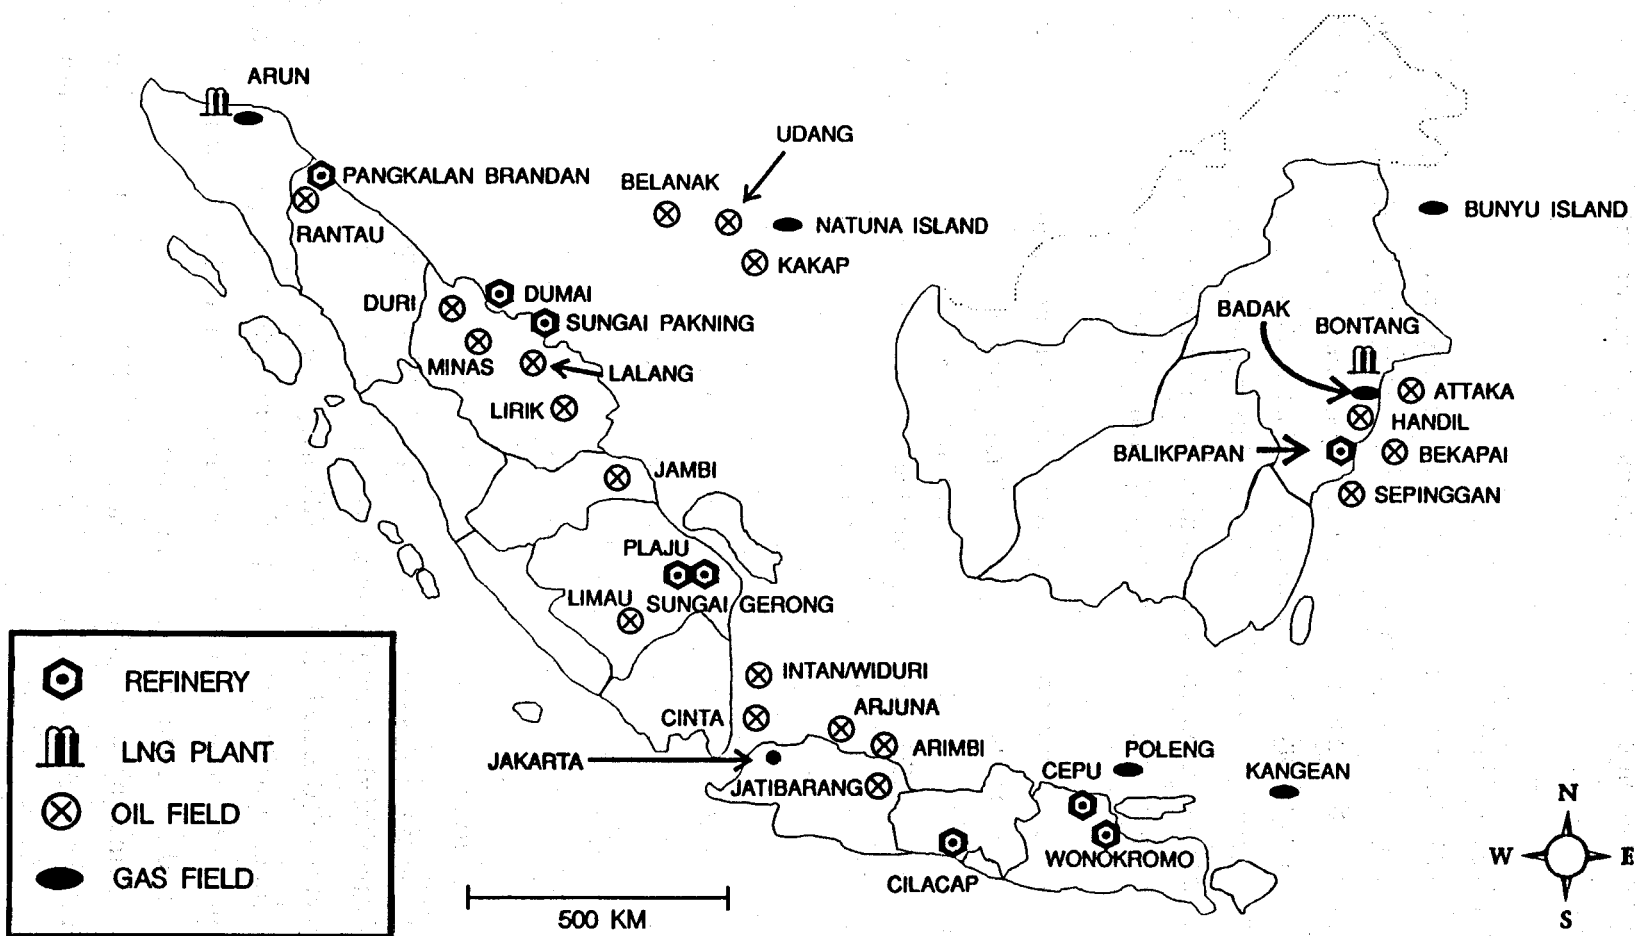 ARUN
UDANG
PANGKALAN BRANDAN
BELANAK
RANTAU
NATUNA ISLAND
BUNYU ISLAND
KAKAP
DURI
DUMAI
SUNGAI PAKNING
BADAK
BONTANG
MINAS
LALANG
LIRIK
ATTAKA
HANDIL
BALIKPAPAN
BEKAPAI
JAMBI
SEPINGGAN
PLAJU
LIMAU
SUNGAI GERONG
INTAN/WIDURI
CINTA
ARJUNA
ARIMBI
JAKARTA
JATIBARANG
CEPU
POLENG
KANGEAN
WONOKROMO
CILACAP
REFINERY
LNG PLANT
OIL FIELD
GAS FIELD
500 KM
N
W
E
S